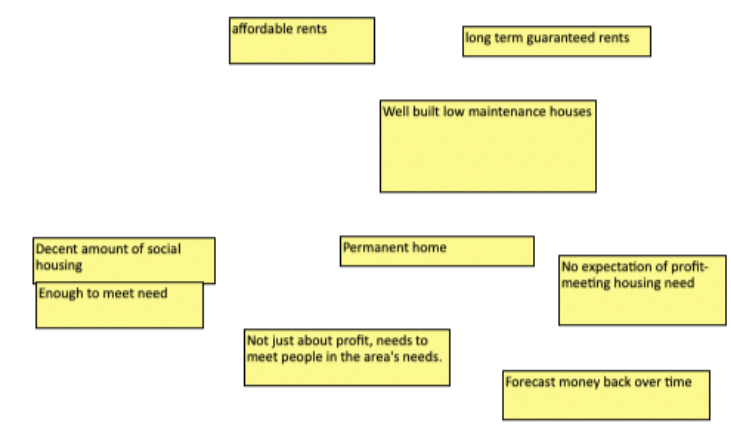 affordable rents
long term guaranteed rents
Well built low maintenance houses
Decent amount of social
housing
Enough to meet need
Permanent home
No expectation of profit-
meeting housing need
Not just about profit, needs to
meet people in the area's needs.
Forecast money back over time